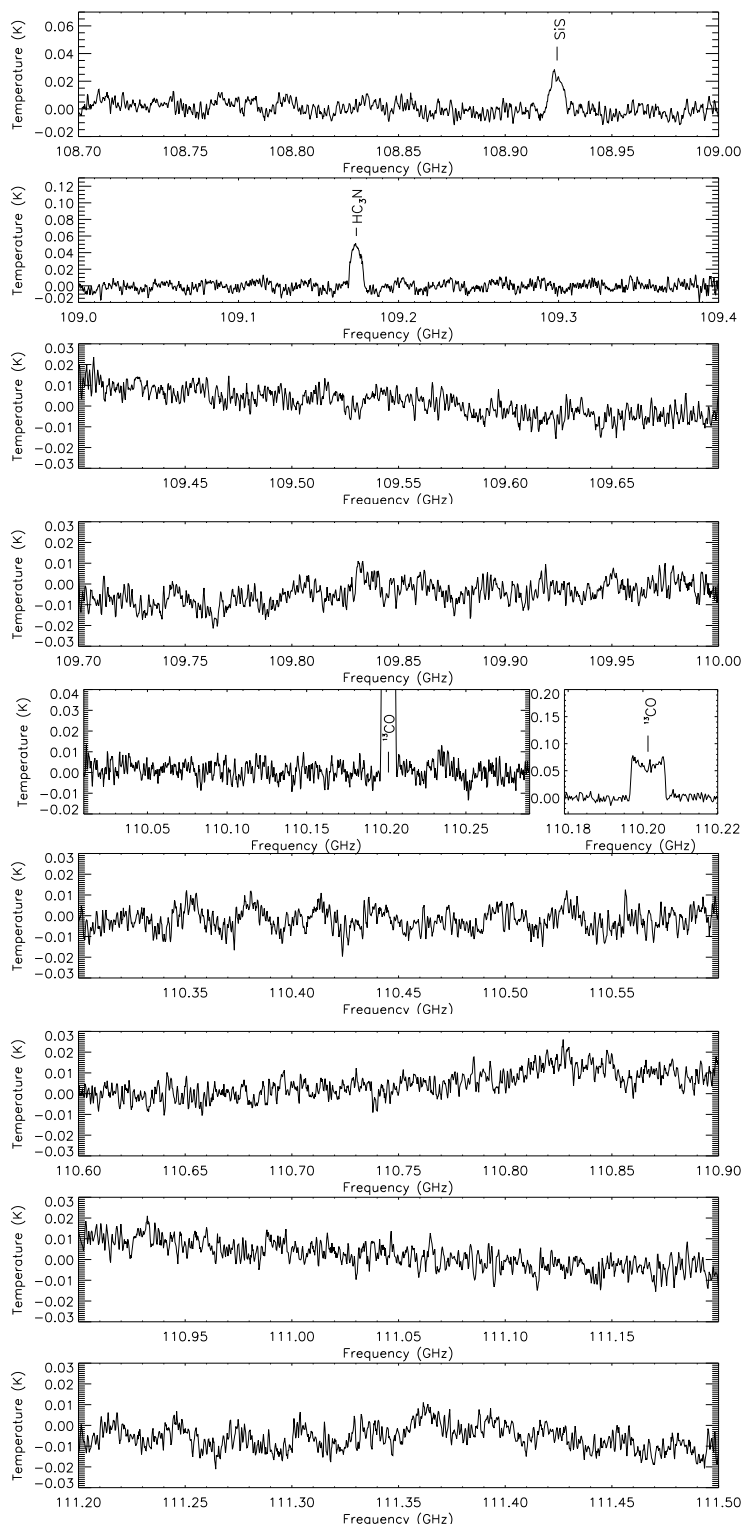 SiS
0.06
0.04
0.02
0.00
−0.02
Temperature (K)
108.70 108.75 108.80 108.85 108.90 108.95 109.00
Frequency (GHz)
HC3N
0.12
0.10
0.08
0.06
0.04
0.02
0.00
−0.02
Temperature (K)
109.0 109.1 109.2 109.3 109.4
Frequency (GHz)
0.03
0.02
0.01
0.00
−0.01
−0.02
−0.03
Temperature (K)
109.45 109.50 109.55 109.60 109.65
Frequency (GHz)
0.03
0.02
0.01
0.00
−0.01
−0.02
−0.03
Temperature (K)
109.70 109.75 109.80 109.85 109.90 109.95 110.00
Frequency (GHz)
0.04
0.03
0.02
0.01
0.00
−0.01
−0.02
Temperature (K)
13CO
110.05 110.10 110.15 110.20 110.25
Frequency (GHz)
0.20
0.15
0.10
0.05
0.00
13CO
110.18 110.20 110.22
Frequency (GHz)
0.03
0.02
0.01
0.00
−0.01
−0.02
−0.03
Temperature (K)
110.35 110.40 110.45 110.50 110.55
Frequency (GHz)
0.03
0.02
0.01
0.00
−0.01
−0.02
−0.03
Temperature (K)
110.60 110.65 110.70 110.75 110.80 110.85 110.90
Frequency (GHz)
0.03
0.02
0.01
0.00
−0.01
−0.02
−0.03
Temperature (K)
110.95 111.00 111.05 111.10 111.15
Frequency (GHz)
0.03
0.02
0.01
0.00
−0.01
−0.02
−0.03
Temperature (K)
111.20 111.25 111.30 111.35 111.40 111.45 111.50
Frequency (GHz)